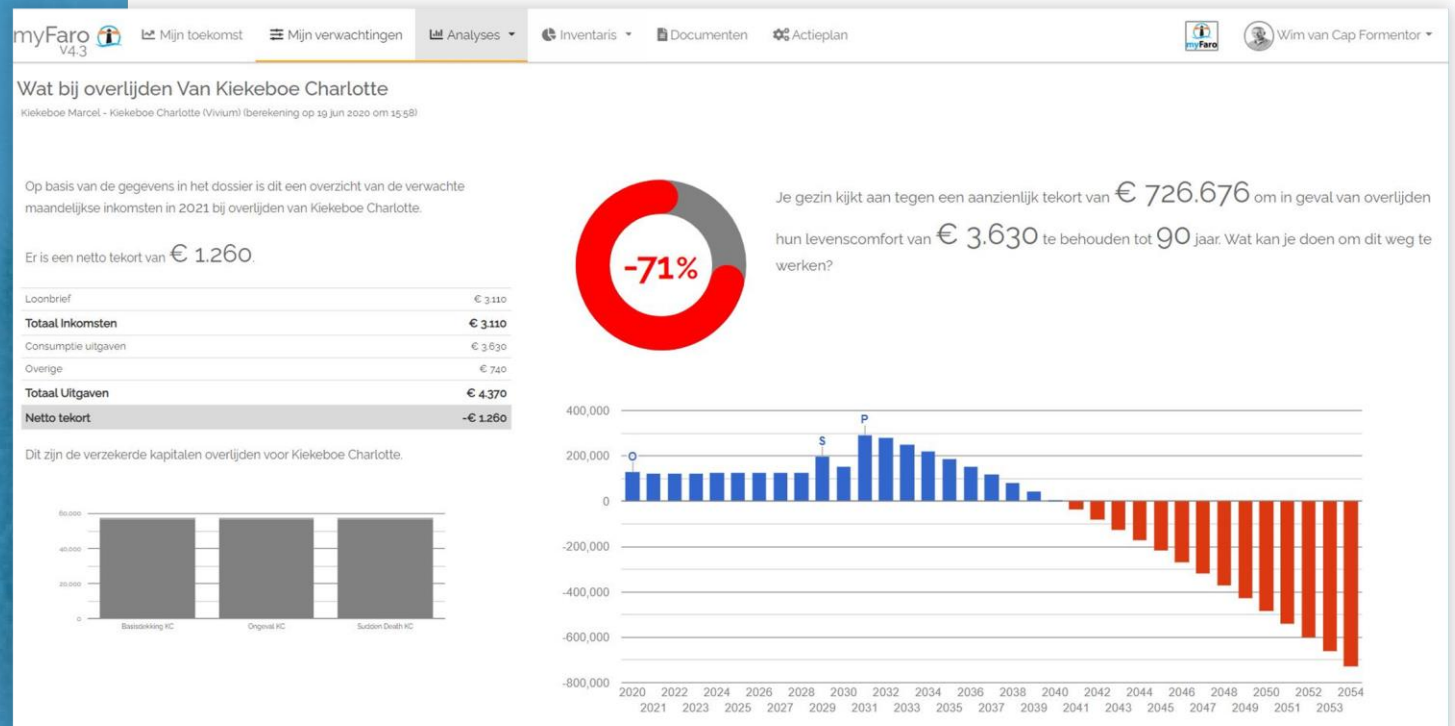 myFaro
V4.3
Mijn toekomst
Mijn verwachtingen
Analyses
Inventaris
Documenten
Actieplan
myFaro
Wim van Cap Formentor
Wat bij overlijden Van Kiekeboe Charlotte
Kiekeboe Marcel - Kiekeboe Charlotte (Vivium) (berekening op 19 jun 2020 om 15:58)
Op basis van de gegevens in het dossier is dit een overzicht van de verwachte
maandelijkse inkomsten in 2021 bij overlijden van Kiekeboe Charlotte.
Er is een netto tekort van € 1.260.
Loonbrief € 3.110
Totaal Inkomsten € 3.110
Consumptie uitgaven € 3.630
Overige € 740
Totaal Uitgaven € 4.370
Netto tekort -€ 1.260
Dit zijn de verzekerde kapitalen overlijden voor Kiekeboe Charlotte.
60,000
40,000
20,000
0
Basisdekking KC
Ongeval KC
Sudden Death KC
-71%
Je gezin kijkt aan tegen een aanzienlijk tekort van € 726.676 om in geval van overlijden
hun levenscomfort van € 3.630 te behouden tot 90 jaar. Wat kan je doen om dit weg te
werken?
400,000
200,000
0
-200,000
-400,000
-600,000
-800,000
O
S
P
2020 2022 2024 2026 2028 2030 2032 2034 2036 2038 2040 2042 2044 2046 2048 2050 2052 2054
2021 2023 2025 2027 2029 2031 2033 2035 2037 2039 2041 2043 2045 2047 2049 2051 2053